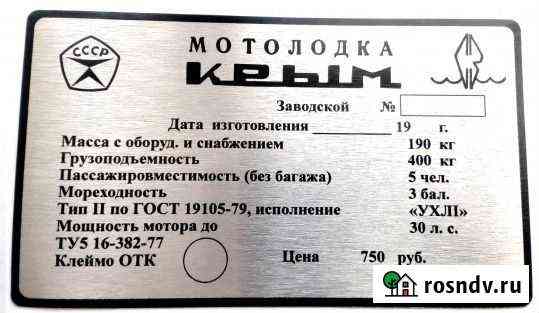 СССР
МОТОЛОДКА
КРЫМ
Заводской №
Дата изготовления 19 г.
Масса с оборуд. и снабжением 190 кг
Грузоподъемность 400 кг
Пассажировместимость (без багажа) 5 чел.
Мореходность 3 бал.
Тип II по ГОСТ 19105-79, исполнение «УХЛI»
Мощность мотора до 30 л. с.
ТУ5 16-382-77
Клеймо ОТК Цена 750 руб.
rosndv.ru